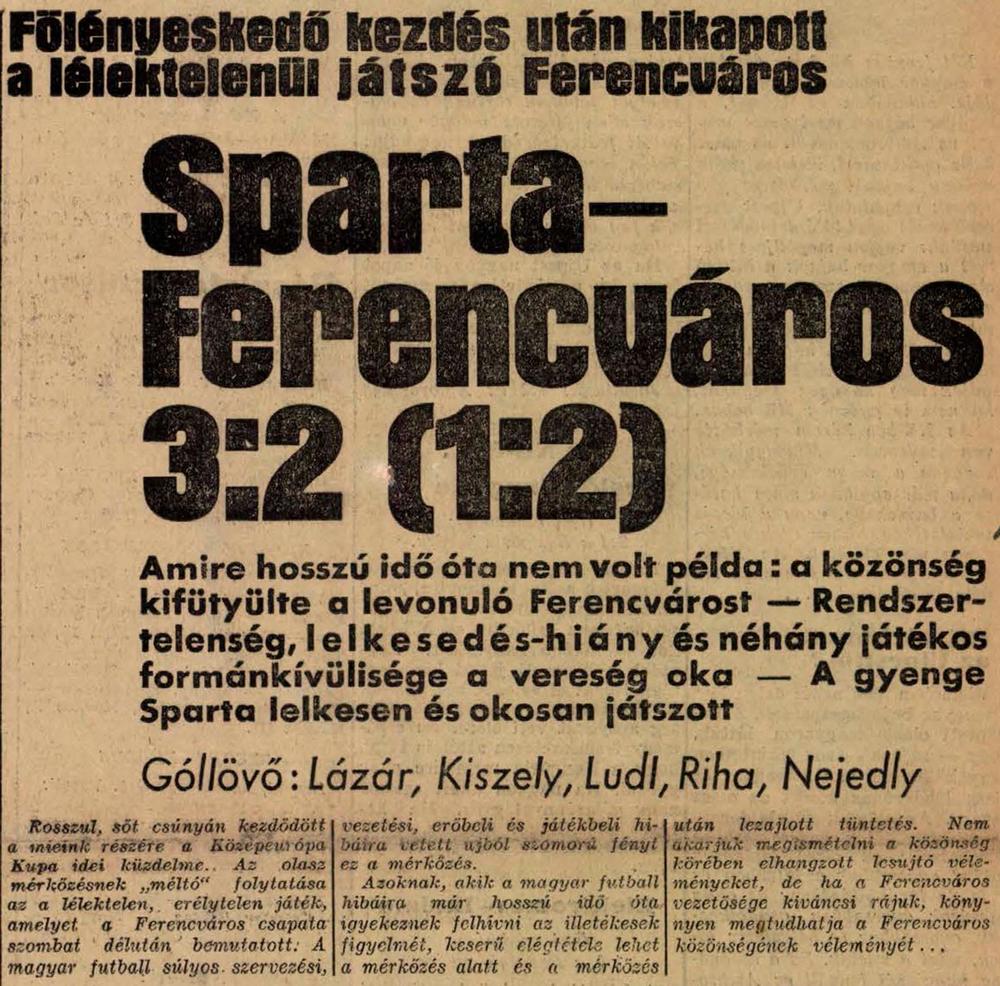 Fölényeskedő kezdés után kikapott
a lélektelenül játszó Ferencváros
Sparta—
Ferencváros
3:2 (1:2)
Amire hosszú idő óta nem volt példa: a közönség
kifütyülte a levonuló Ferencvárost — Rendszer-
telenség, lelkesedés-hiány és néhány játékos
formánkívülisége a vereség oka — A gyenge
Sparta lelkesen és okosan játszott
Góllövő: Lázár, Kiszely, Ludl, Riha, Nejedly
Rosszul, sőt csúnyán kezdődött
a mieink részére a Középeurópa
Kupa idei küzdelme.. Az olasz
mérkőzésnek „méltó“ folytatása
az a lélektelen, erélytelen játék,
amelyet a Ferencváros csapata
szombat délután bemutatott. A
magyar futball súlyos szervezési,
vezetési, erőbeli és játékbeli hi-
báira vetett ujból szomorú fényt
ez a mérkőzés.
Azoknak, akik a magyar futball
hibáira már hosszú idő óta
igyekeznek felhívni az illetékesek
figyelmét, keserű elégtétele lehet
a mérkőzés alatt és a mérkőzés
után lezajlott tüntetés. Nem
akarjuk megismételni a közönség
körében elhangzott lesujtó véle-
ményeket, de ha a Ferencváros
vezetősége kiváncsi rájuk, köny-
nyen megtudhatja a Ferencváros
közönségének véleményét...